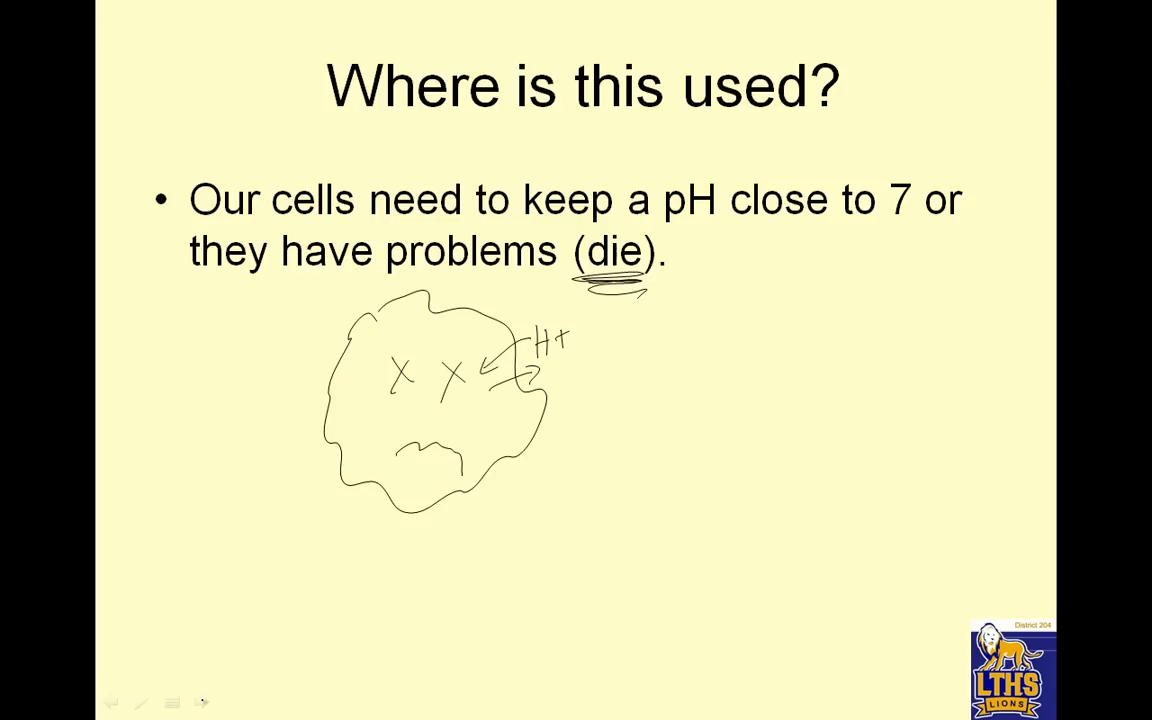 Where is this used?
• Our cells need to keep a pH close to 7 or
they have problems (die).
H+
X X
District 204
LTHS
LIONS